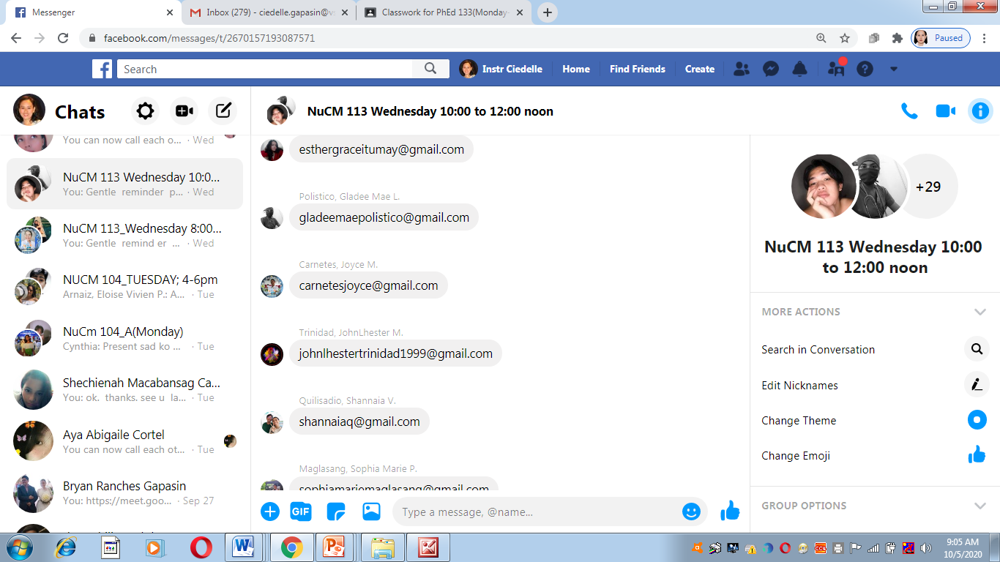 Messenger
Inbox (279) - ciedelle.gapasin@v
Classwork for PhEd 133(Monday-
facebook.com/messages/t/2670157193087571
Paused
Search
Instr Ciedelle
Home
Find Friends
Create
Chats
NuCM 113 Wednesday 10:00 to 12:00 noon
You can now call each o... · Wed
NuCM 113 Wednesday 10:0...
You: Gentle reminder p... · Wed
NuCM 113_Wednesday 8:00...
You: Gentle remind er ... · Wed
NUCM 104_TUESDAY; 4-6pm
Arnaiz, Eloise Vivien P.: A... · Tue
NuCm 104_A(Monday)
Cynthia: Present sad ko ... · Tue
Shechienah Macabansag Ca...
You: ok. thanks. see u la... · Tue
Aya Abigaile Cortel
You can now call each ot... · Tue
Bryan Ranches Gapasin
You: https://meet.goo... · Sep 27
esthergraceitumay@gmail.com
Polistico, Gladee Mae L.
gladeemaepolistico@gmail.com
Carnetes, Joyce M.
carnetesjoyce@gmail.com
Trinidad, JohnLhester M.
johnlhestertrinidad1999@gmail.com
Quilisadio, Shannaia V.
shannaiaq@gmail.com
Maglasang, Sophia Marie P.
sophiamariemaglasang@gmail.com
GIF
Type a message, @name...
+29
NuCM 113 Wednesday 10:00
to 12:00 noon
MORE ACTIONS
Search in Conversation
Edit Nicknames
Change Theme
Change Emoji
GROUP OPTIONS
9:05 AM
10/5/2020